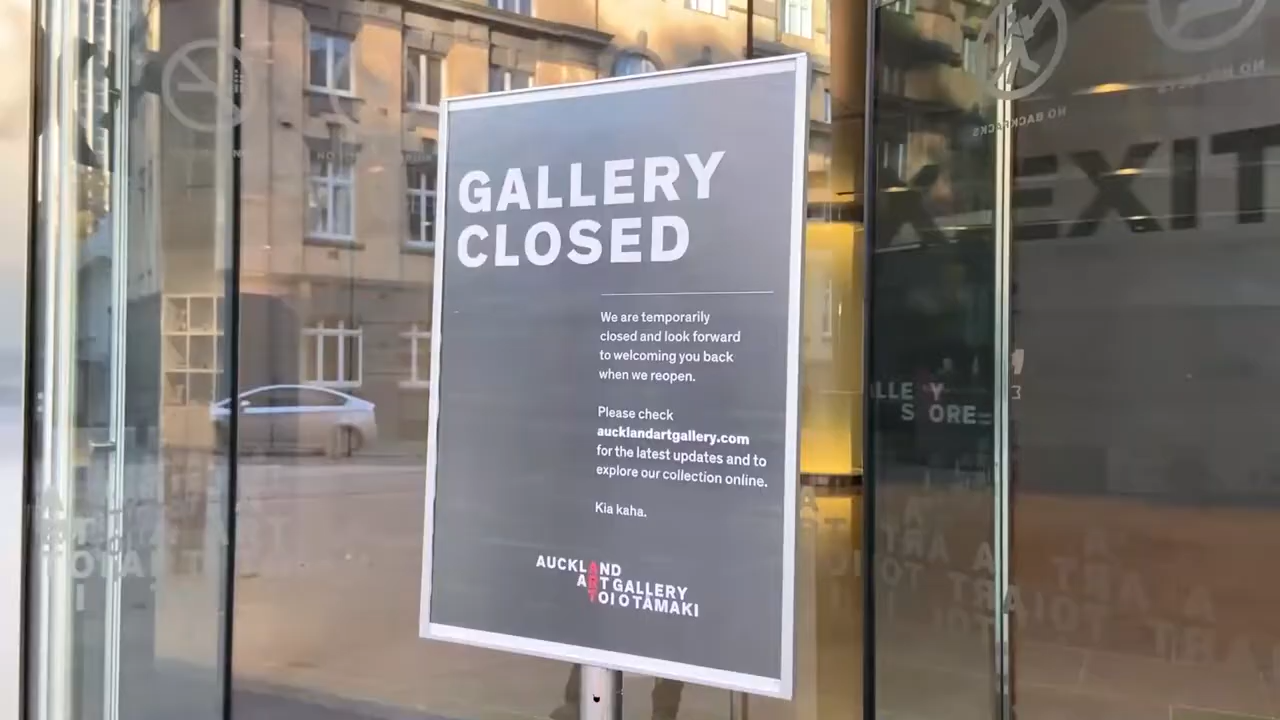 GALLERY
CLOSED
We are temporarily
closed and look forward
to welcoming you back
when we reopen.
Please check
aucklandartgallery.com
for the latest updates and to
explore our collection online.
Kia kaha.
AUCKLAND
ART GALLERY
TOI O TĀMAKI
NO BACKPACKS
EXIT